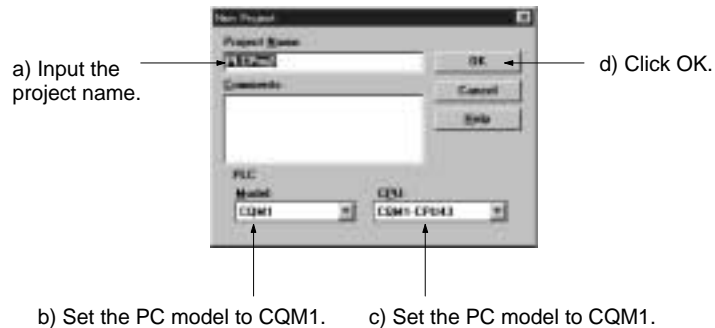 New Project
Project Name:
a) Input the
project name.
OK
d) Click OK.
Comments:
Cancel
Help
PLC
Model:
CPU:
CQM1
CQM1-CPU43
b) Set the PC model to CQM1.
c) Set the PC model to CQM1.